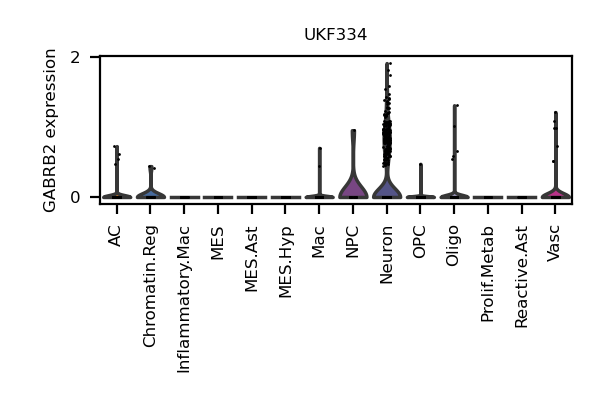 UKF334
GABRB2 expression
2
0
AC
Chromatin.Reg
Inflammatory.Mac
MES
MES.Ast
MES.Hyp
Mac
NPC
Neuron
OPC
Oligo
Prolif.Metab
Reactive.Ast
Vasc